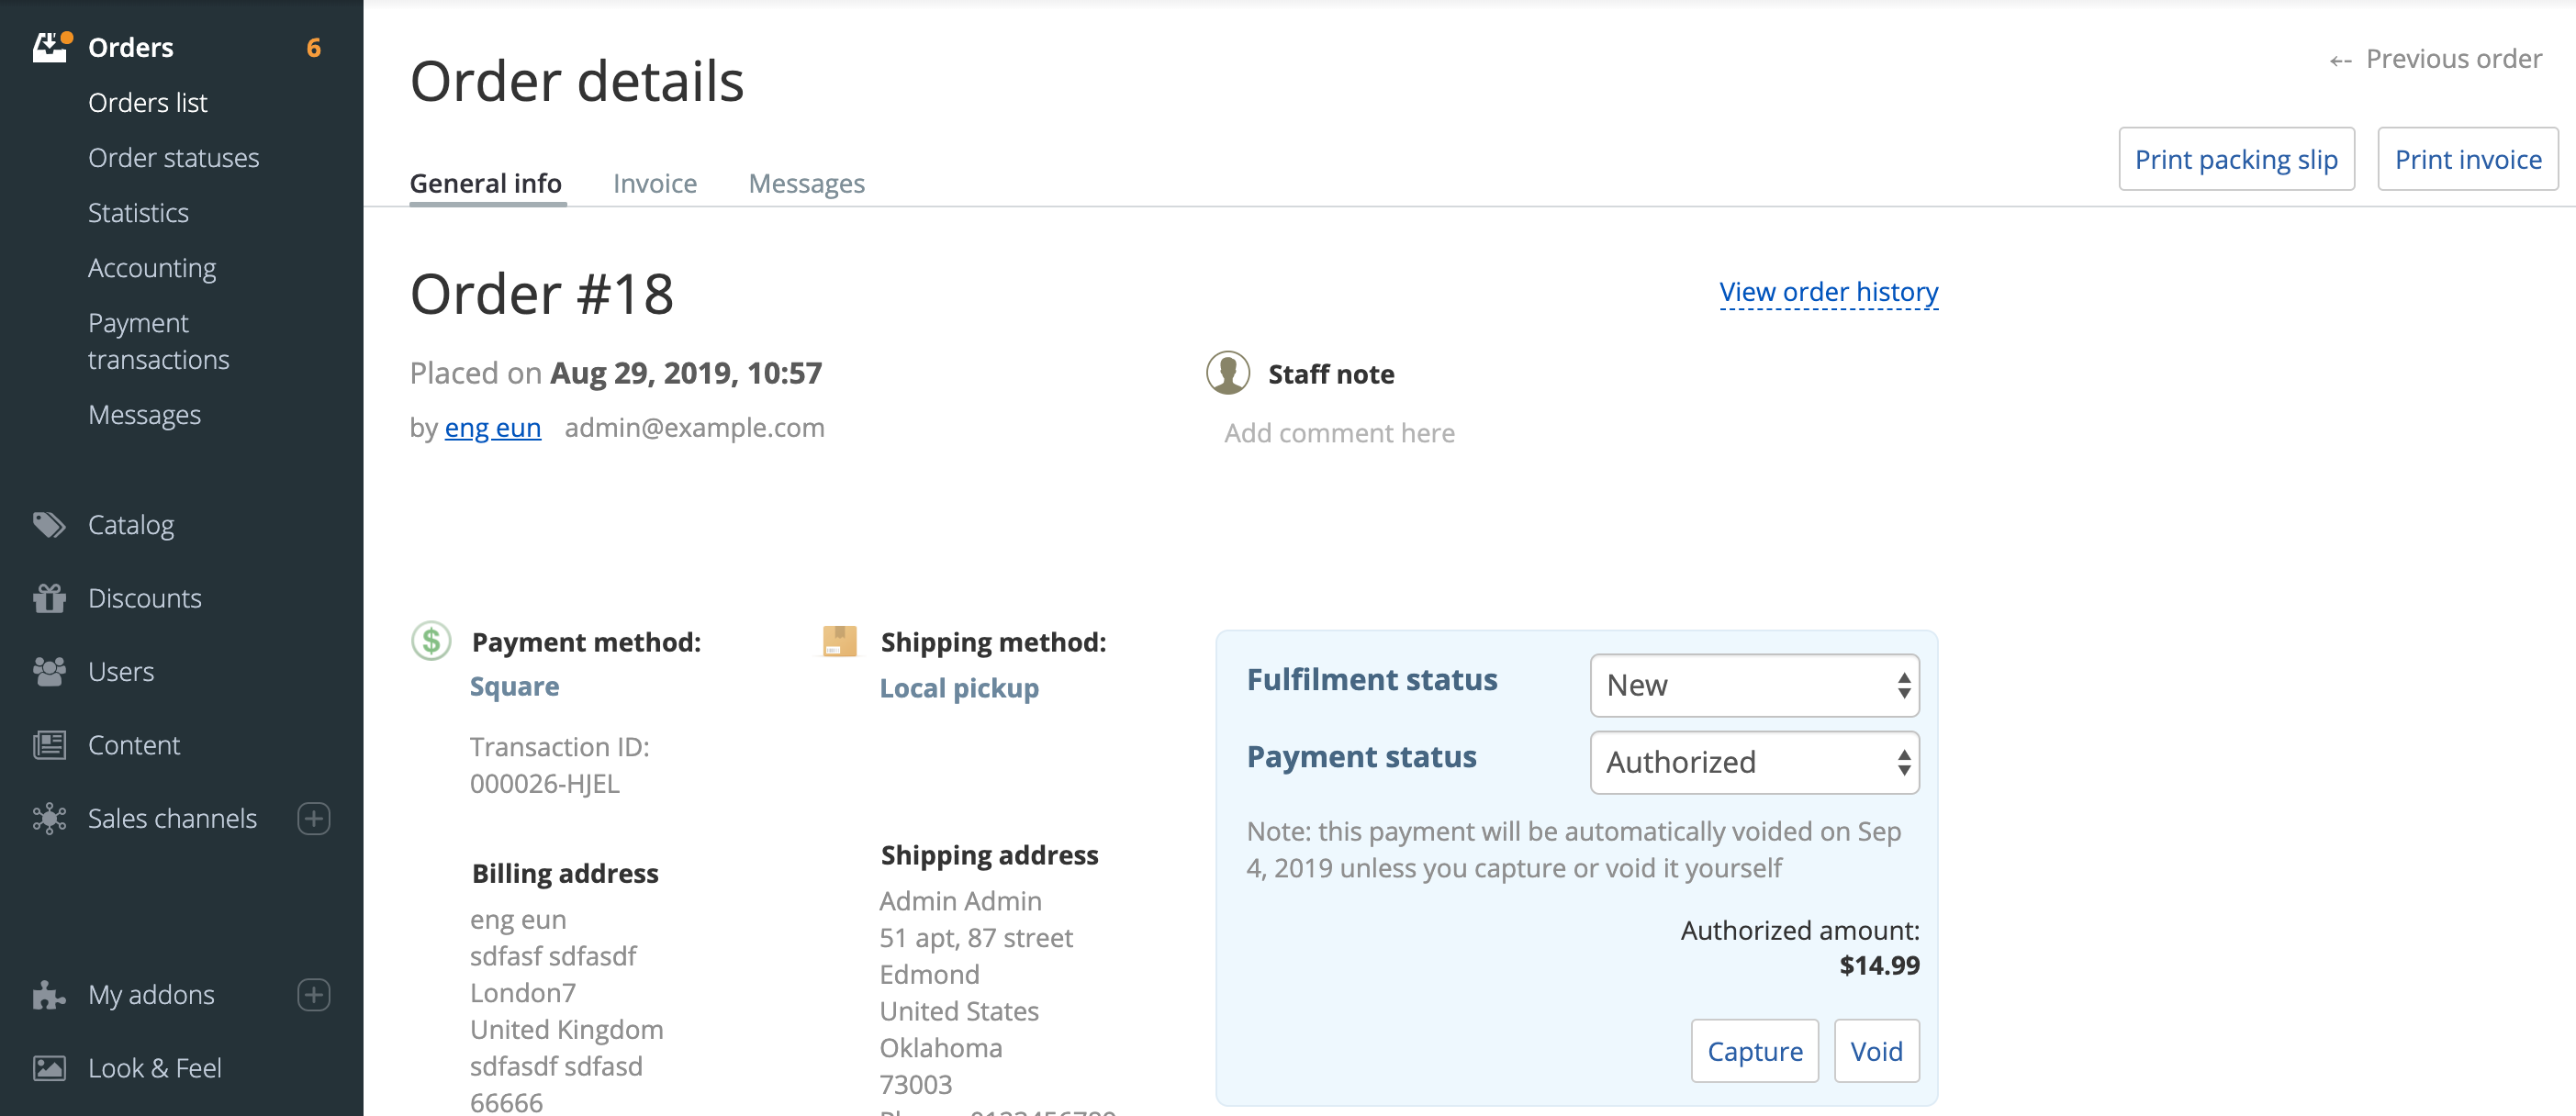 Orders 6
Orders list
Order statuses
Statistics
Accounting
Payment
transactions
Messages
Catalog
Discounts
Users
Content
Sales channels
My addons
Look & Feel
Order details
Previous order
Print packing slip
Print invoice
General info
Invoice
Messages
Order #18
View order history
Placed on Aug 29, 2019, 10:57
by eng eun admin@example.com
Staff note
Add comment here
Payment method:
Square
Transaction ID:
000026-HJEL
Billing address
eng eun
sdfasf sdfasdf
London7
United Kingdom
sdfasdf sdfasd
66666
Shipping method:
Local pickup
Shipping address
Admin Admin
51 apt, 87 street
Edmond
United States
Oklahoma
73003
Fulfilment status
New
Payment status
Authorized
Note: this payment will be automatically voided on Sep
4, 2019 unless you capture or void it yourself
Authorized amount:
$14.99
Capture
Void